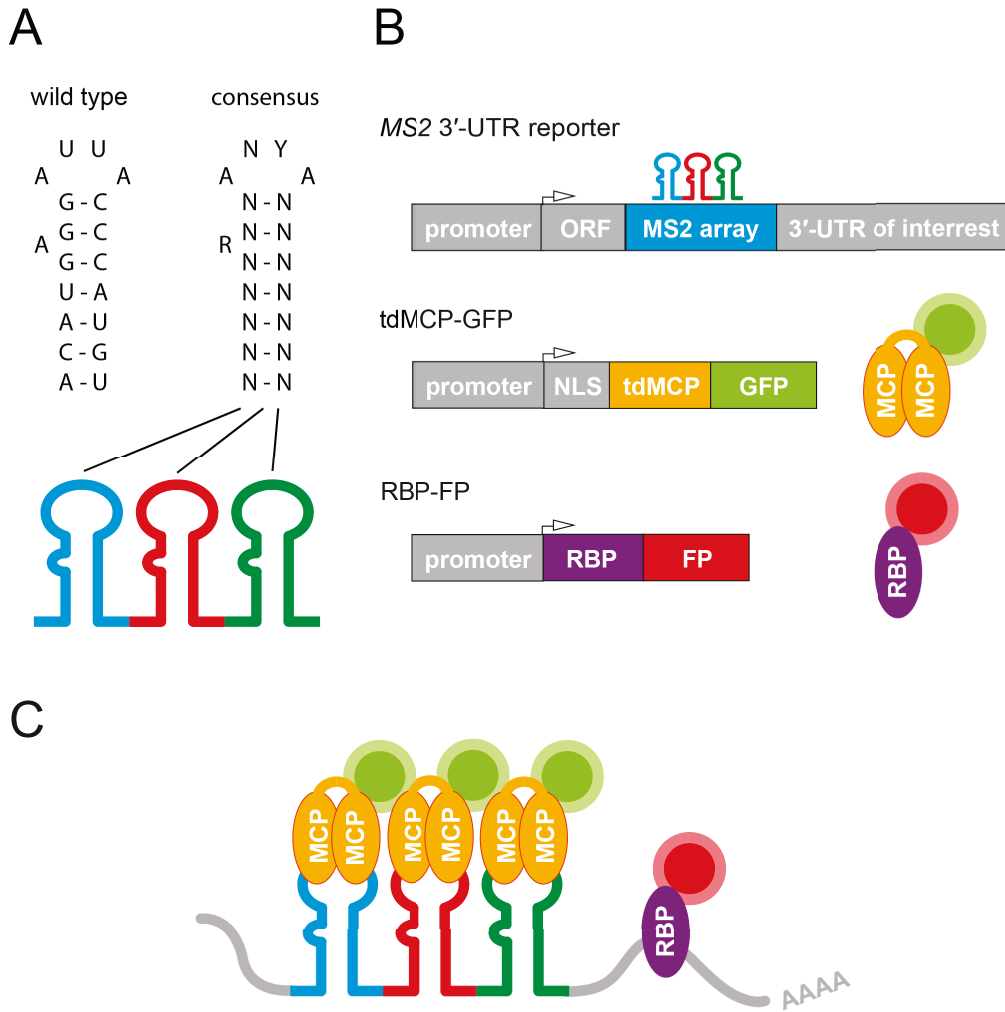 A
B
wild type
consensus
U U
A A
G - C
G - C
A
G - C
U - A
A - U
C - G
A - U
N Y
A A
N - N
N - N
R
N - N
N - N
N - N
N - N
N - N
MS2 3′-UTR reporter
promoter ORF MS2 array 3′-UTR of interrest
tdMCP-GFP
promoter NLS tdMCP GFP
MCP MCP
RBP-FP
promoter RBP FP
RBP
C
MCP MCP MCP MCP MCP MCP
RBP
AAAA